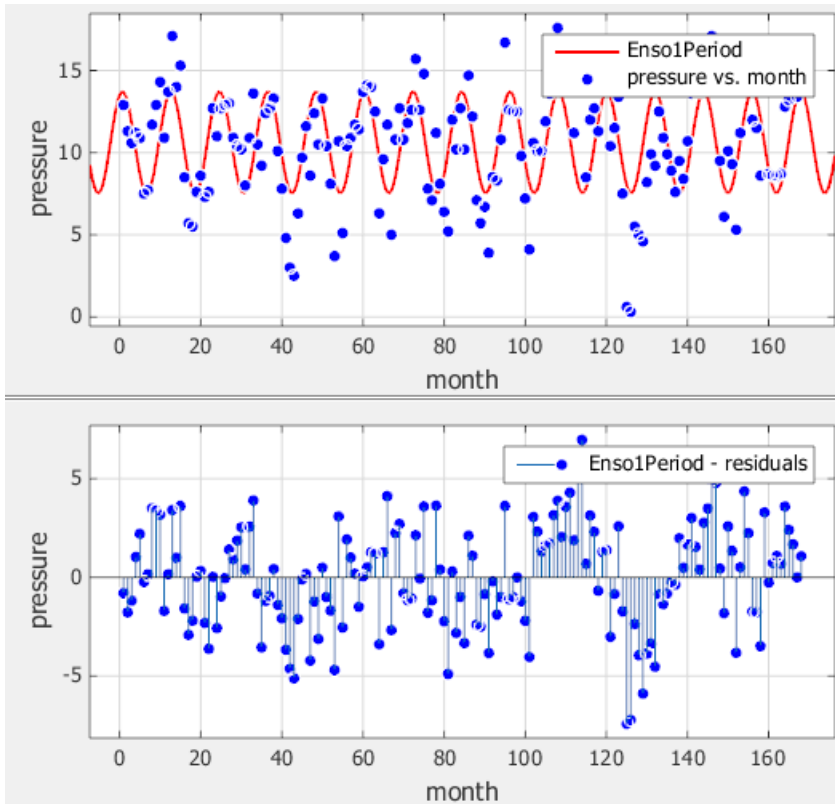 Enso1Period
pressure vs. month
15
10
5
0
pressure
0 20 40 60 80 100 120 140 160
month
Enso1Period - residuals
5
0
-5
pressure
0 20 40 60 80 100 120 140 160
month